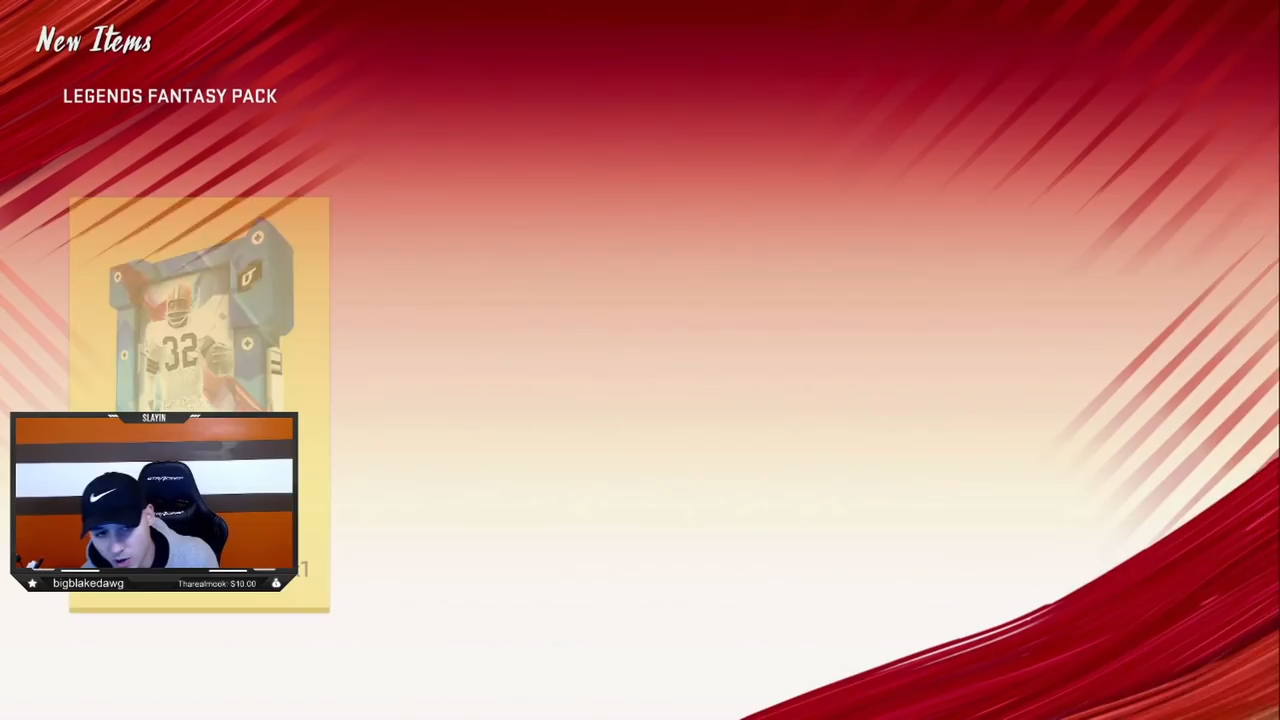 New Items
LEGENDS FANTASY PACK
32
SLAYIN
bigblakedawg
Tharealmook: $10.00